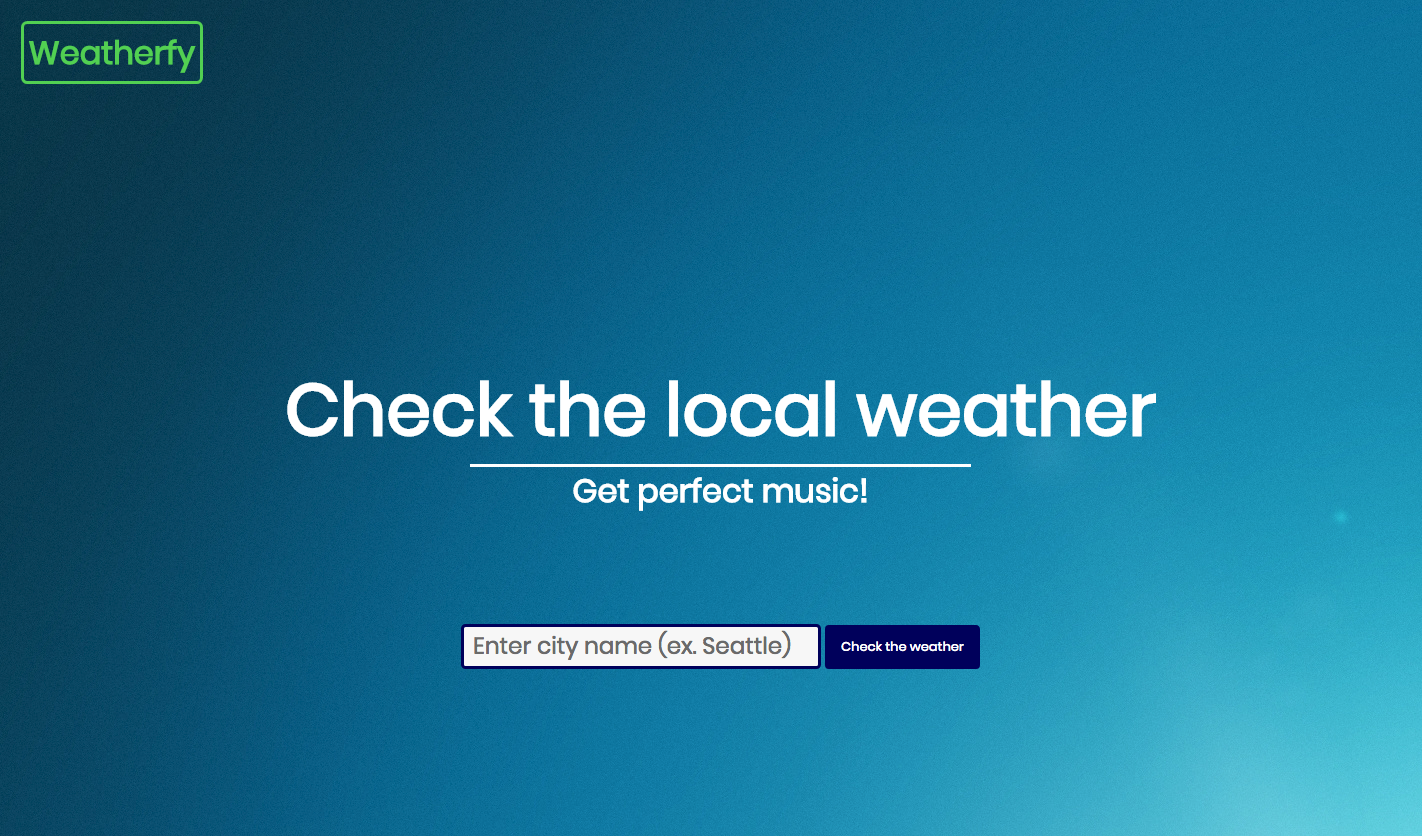 Weatherfy
Check the local weather
Get perfect music!
Enter city name (ex. Seattle)
Check the weather